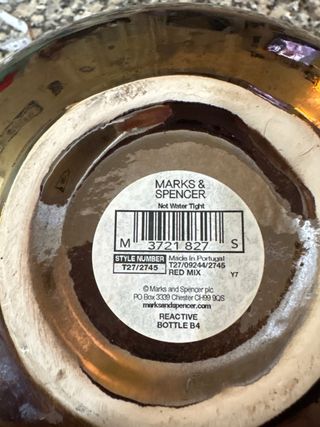 MARKS &
SPENCER
Not Water Tight
M 3721 827 S
STYLE NUMBER Made In Portugal
T27/2745 T27/09244/2745
RED MIX Y7
© Marks and Spencer plc
PO Box 3339 Chester CH99 9QS
marksandspencer.com
REACTIVE
BOTTLE B4